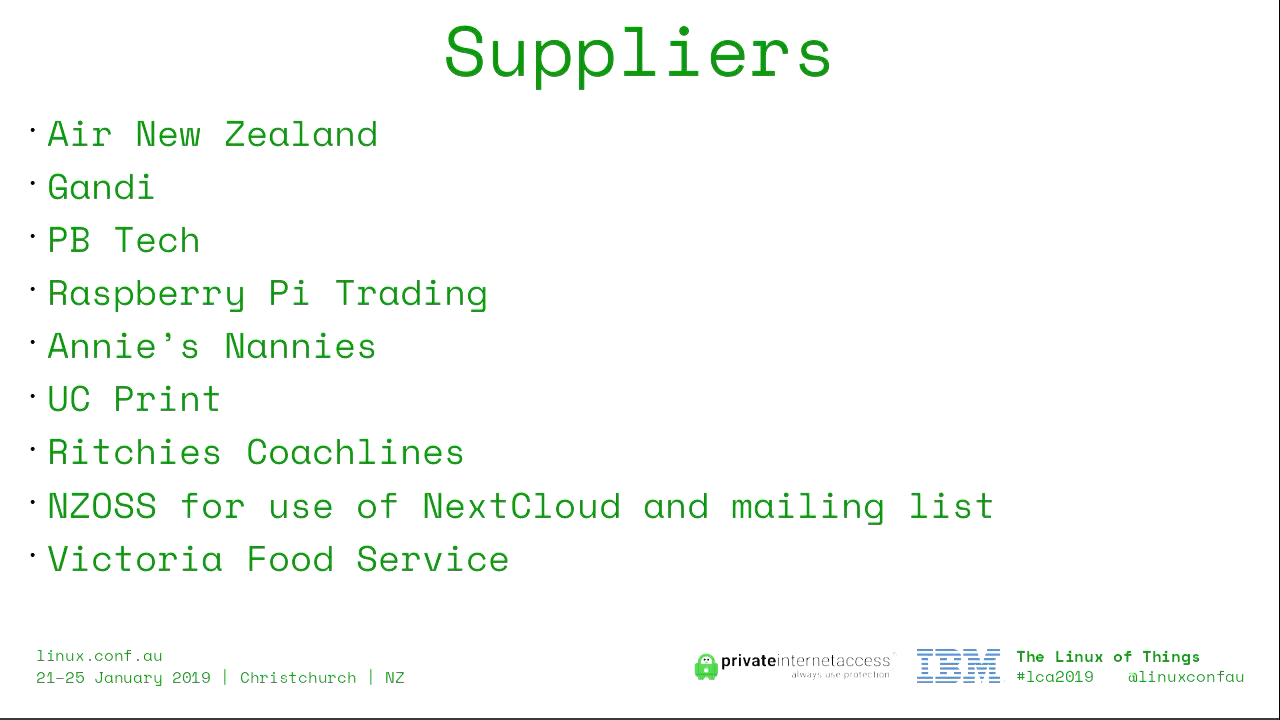 Suppliers
· Air New Zealand
· Gandi
· PB Tech
· Raspberry Pi Trading
· Annie’s Nannies
· UC Print
· Ritchies Coachlines
· NZOSS for use of NextCloud and mailing list
· Victoria Food Service
linux.conf.au
21–25 January 2019 | church | NZ
privateinternetaccess
always use protection
IBM
The Linux of Things
#lca2019 @linuxconfau